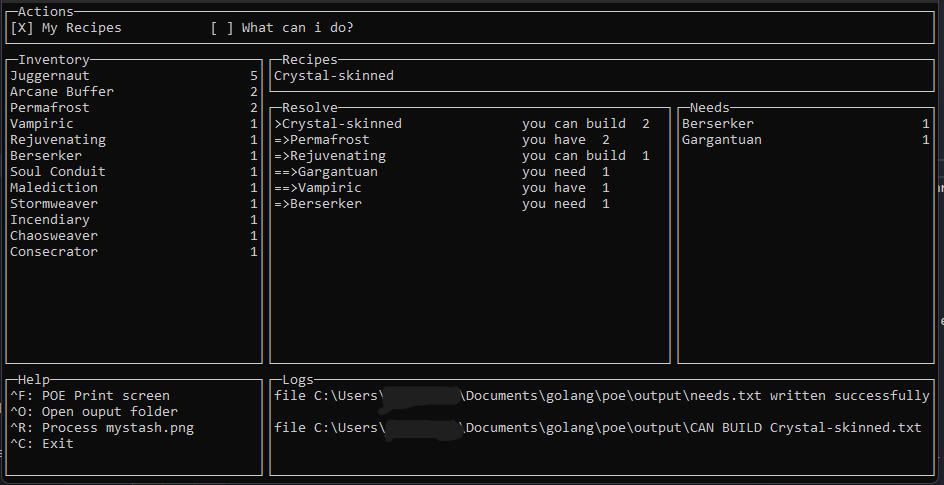 Actions
[X] My Recipes [ ] What can i do?
Inventory
Juggernaut 5
Arcane Buffer 2
Permafrost 2
Vampiric 1
Rejuvenating 1
Berserker 1
Soul Conduit 1
Malediction 1
Stormweaver 1
Incendiary 1
Chaosweaver 1
Consecrator 1
Recipes
Crystal-skinned
Resolve
>Crystal-skinned you can build 2
=>Permafrost you have 2
=>Rejuvenating you can build 1
==>Gargantuan you need 1
==>Vampiric you have 1
=>Berserker you need 1
Needs
Berserker 1
Gargantuan 1
Help
^F: POE Print screen
^O: Open ouput folder
^R: Process mystash.png
^C: Exit
Logs
file C:\Users\ \Documents\golang\poe\output\needs.txt written successfully
file C:\Users\ \Documents\golang\poe\output\CAN BUILD Crystal-skinned.txt